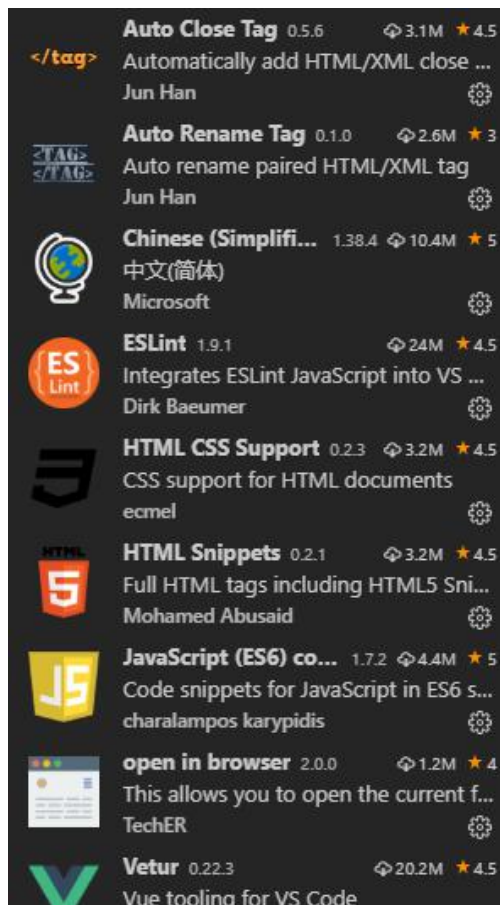 </tag>
Auto Close Tag 0.5.6 3.1M ★ 4.5
Automatically add HTML/XML close ...
Jun Han
<TAG>
</TAG>
Auto Rename Tag 0.1.0 2.6M ★ 3
Auto rename paired HTML/XML tag
Jun Han
Chinese (Simplifi... 1.38.4 10.4M ★ 5
中文(简体)
Microsoft
{ES
Lint}
ESLint 1.9.1 24M ★ 4.5
Integrates ESLint JavaScript into VS ...
Dirk Baeumer
HTML CSS Support 0.2.3 3.2M ★ 4.5
CSS support for HTML documents
ecmel
HTML
5
HTML Snippets 0.2.1 3.2M ★ 4.5
Full HTML tags including HTML5 Sni...
Mohamed Abusaid
JS
JavaScript (ES6) co... 1.7.2 4.4M ★ 5
Code snippets for JavaScript in ES6 s...
charalampos karypidis
open in browser 2.0.0 1.2M ★ 4
This allows you to open the current f...
TechER
Vetur 0.22.3 20.2M ★ 4.5
Vue tooling for VS Code